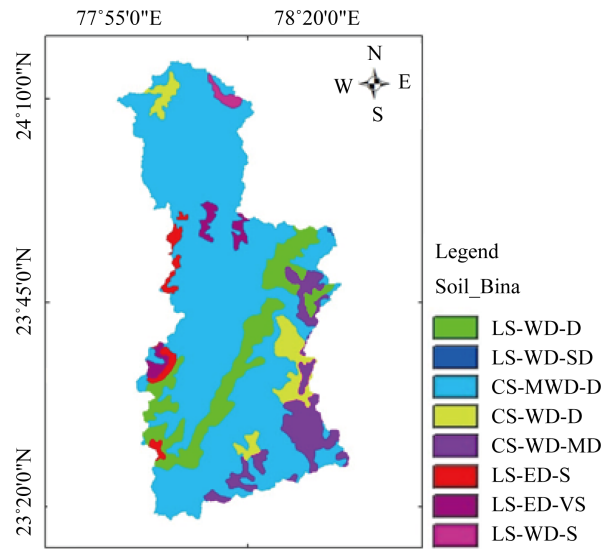 77˚55'0"E 78˚20'0"E
N
W E
S
24˚10'0"N
23˚45'0"N
23˚20'0"N
Legend
Soil_Bina
LS-WD-D
LS-WD-SD
CS-MWD-D
CS-WD-D
CS-WD-MD
LS-ED-S
LS-ED-VS
LS-WD-S